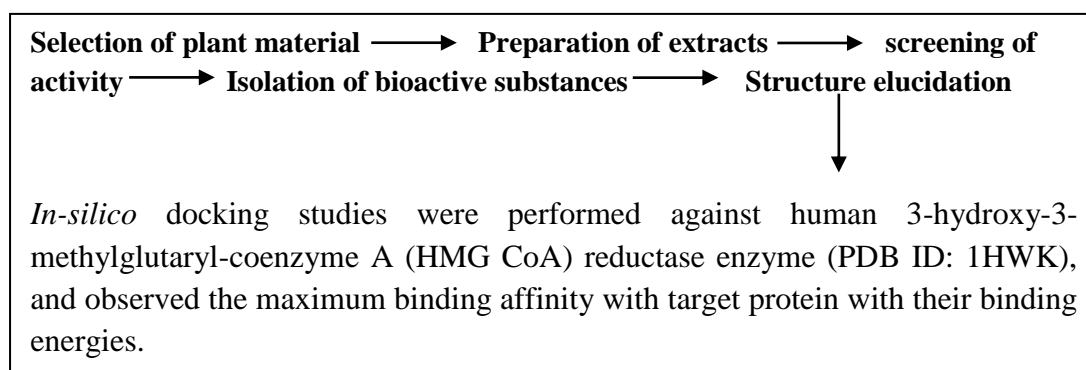 Selection of plant material Preparation of extracts screening of
activity Isolation of bioactive substances Structure elucidation
In-silico docking studies were performed against human 3-hydroxy-3-
methylglutaryl-coenzyme A (HMG CoA) reductase enzyme (PDB ID: 1HWK),
and observed the maximum binding affinity with target protein with their binding
energies.